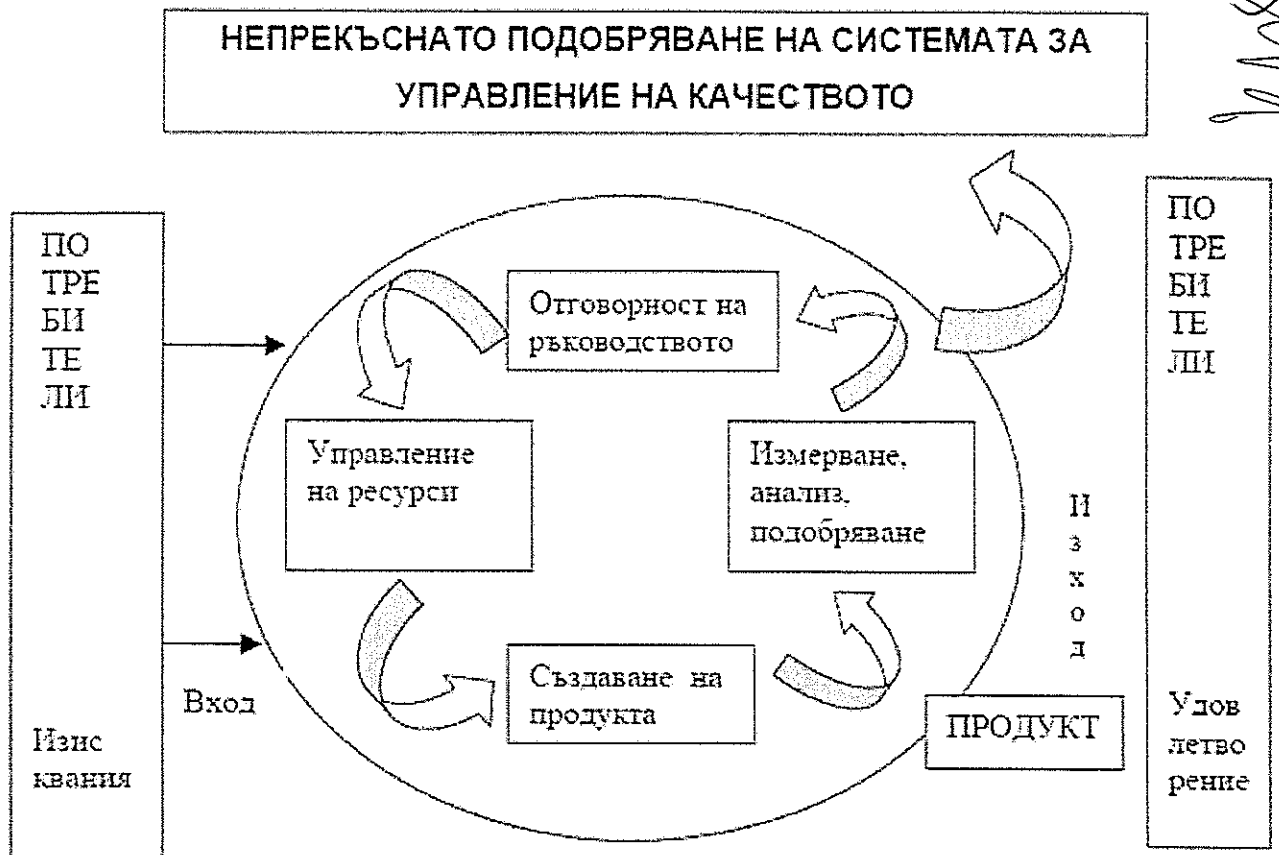 НЕПРЕКЪСНАТО ПОДОБРЯВАНЕ НА СИСТЕМАТА ЗА
УПРАВЛЕНИЕ НА КАЧЕСТВОТО
ПО
ТРЕ
БИ
ТЕ
ЛИ
Изис
квания
Вход
Отговорност на
ръководството
Управление
на ресурси
Измерване,
анализ,
подобряване
Създаване на
продукта
И
з
х
о
д
ПРОДУКТ
ПО
ТРЕ
БИ
ТЕ
ЛИ
Удов
летво
рение